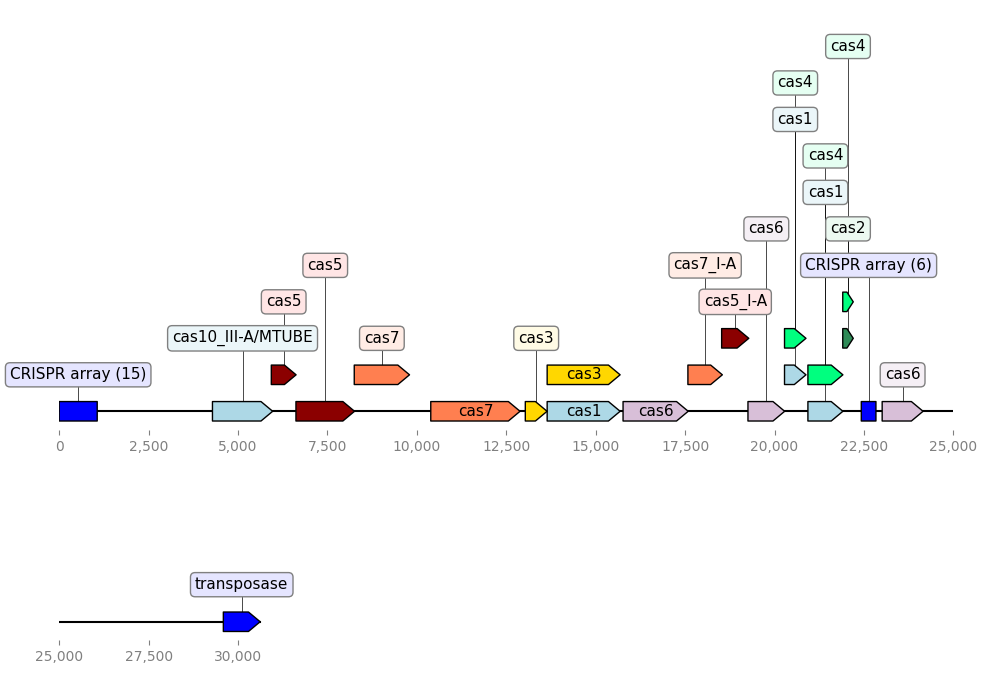 cas4
cas4
cas1
cas4
cas1
cas6 cas2
cas5 cas7_I-A CRISPR array (6)
cas5 cas5_I-A
cas10_III-A/MTUBE cas7 cas3
CRISPR array (15) cas3 cas6
cas7 cas1 cas6
0 2,500 5,000 7,500 10,000 12,500 15,000 17,500 20,000 22,500 25,000
transposase
25,000 27,500 30,000